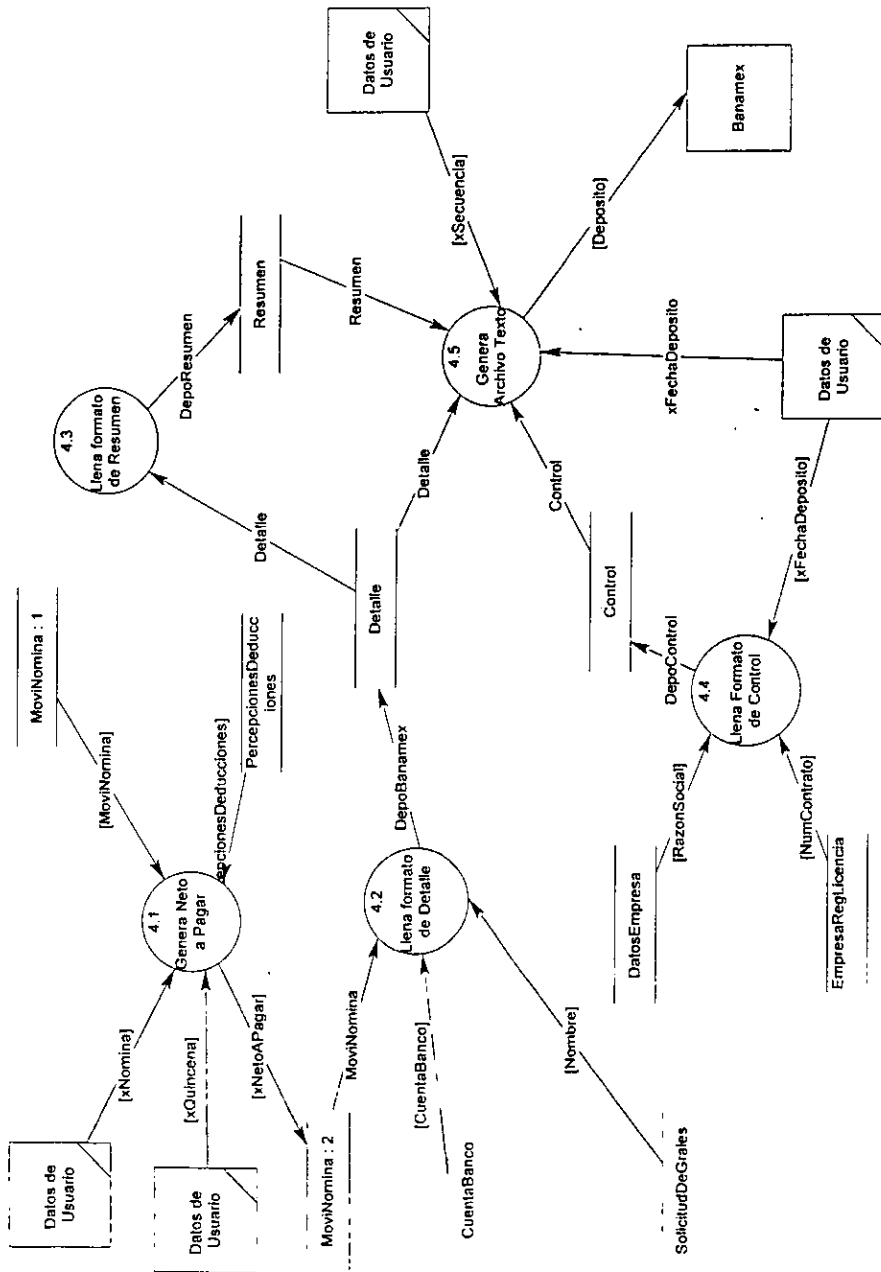 Datos de
Usuario
[xNomina]
Datos de
Usuario
[xQuincena]
4.1
Genera Neto
a Pagar
[MoviNomina]
MoviNomina : 1
epcionesDeducciones]
PercepcionesDeducc
iones
[xNetoAPagar]
MoviNomina : 2
MoviNomina
[CuentaBanco]
CuentaBanco
[Nombre]
SolicitudDeGrales
4.2
Llena formato
de Detalle
DepoBanamex
Detalle
Detalle
4.3
Llena formato
de Resumen
DepoResumen
Resumen
Resumen
Detalle
4.5
Genera
Archivo Texto
[xSecuencia]
Datos de
Usuario
[Deposito]
Banamex
xFechaDeposito
Datos de
Usuario
[xFechaDeposito]
Control
Control
DepoControl
4.4
Llena Formato
de Control
[RazonSocial]
DatosEmpresa
[NumContrato]
EmpresaRegLicencia